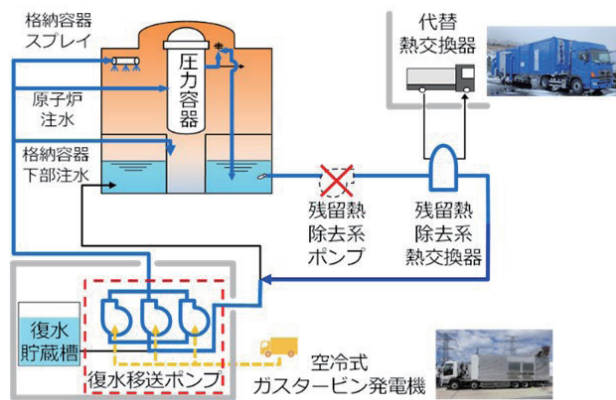 格納容器
スプレイ
原子炉
注水
格納容器
下部注水
圧力容器
代替
熱交換器
残留熱
除去系
ポンプ
残留熱
除去系
熱交換器
復水
貯蔵槽
復水移送ポンプ
空冷式
ガスタービン発電機